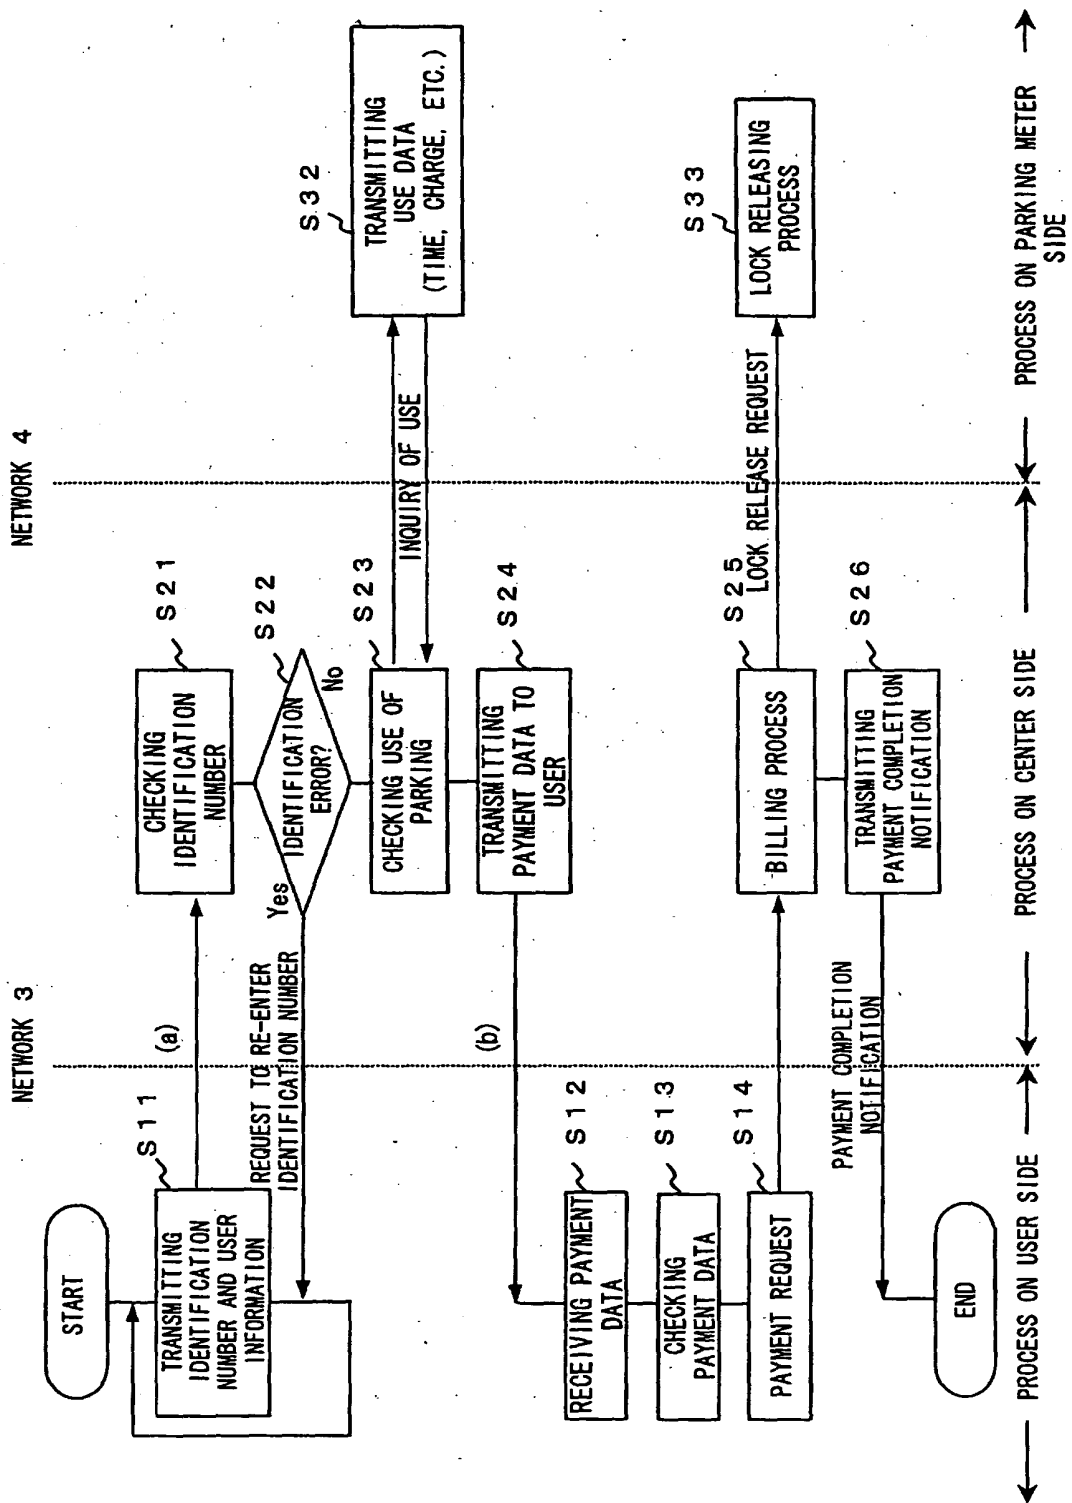 NETWORK 3
NETWORK 4
START
S11
TRANSMITTING
IDENTIFICATION
NUMBER AND USER
INFORMATION
(a)
S21
CHECKING
IDENTIFICATION
NUMBER
S22
IDENTIFICATION
ERROR?
Yes
No
REQUEST TO RE-ENTER
IDENTIFICATION NUMBER
S23
CHECKING USE OF
PARKING
INQUIRY OF USE
S32
TRANSMITTING
USE DATA
(TIME, CHARGE, ETC.)
S24
TRANSMITTING
PAYMENT DATA TO
USER
(b)
S12
RECEIVING PAYMENT
DATA
S13
CHECKING
PAYMENT DATA
S14
PAYMENT REQUEST
S25
BILLING PROCESS
LOCK RELEASE REQUEST
S33
LOCK RELEASING
PROCESS
S26
TRANSMITTING
PAYMENT COMPLETION
NOTIFICATION
PAYMENT COMPLETION
NOTIFICATION
END
PROCESS ON USER SIDE
PROCESS ON CENTER SIDE
PROCESS ON PARKING METER
SIDE